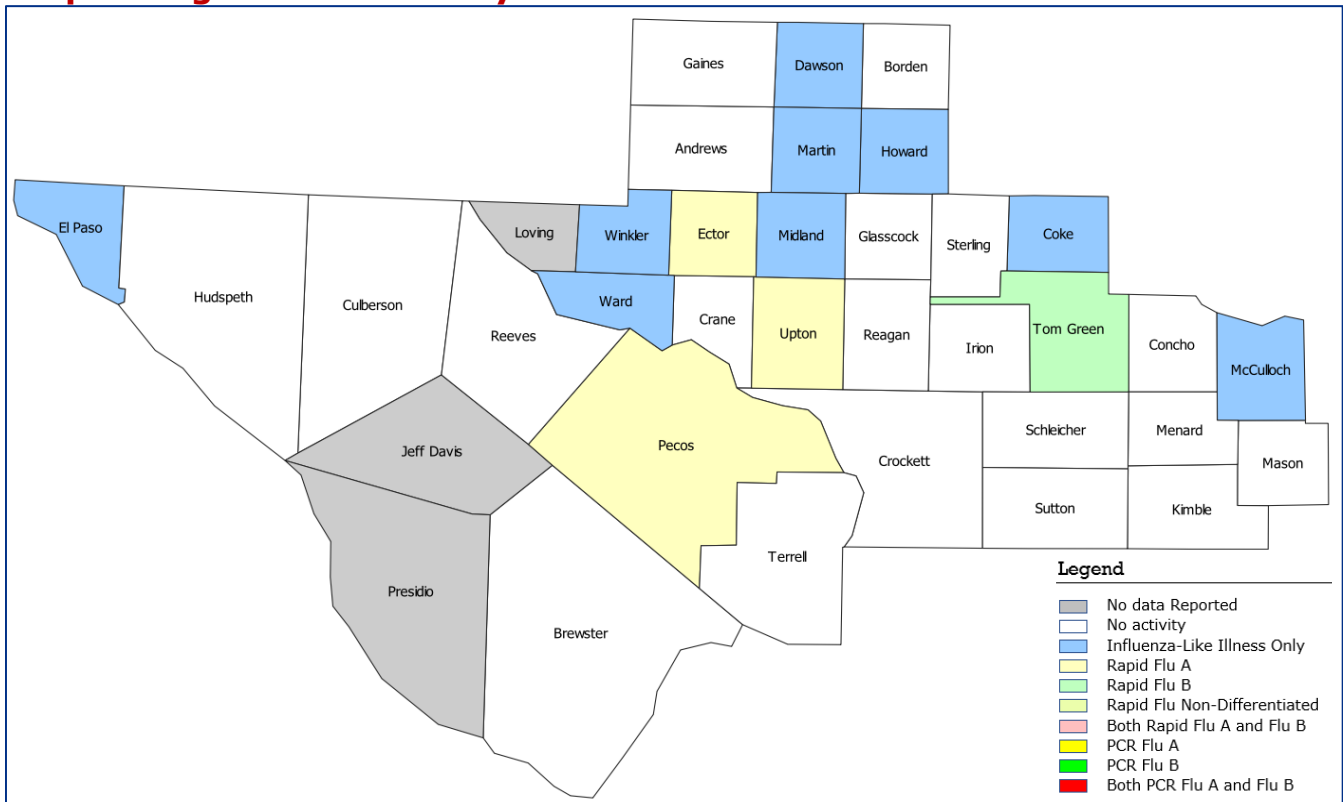 Gaines
Dawson
Borden
Andrews
Martin
Howard
El Paso
Loving
Winkler
Ector
Midland
Glasscock
Sterling
Coke
Hudspeth
Culberson
Reeves
Ward
Crane
Upton
Reagan
Irion
Tom Green
Concho
McCulloch
Jeff Davis
Pecos
Crockett
Schleicher
Menard
Mason
Sutton
Kimble
Terrell
Presidio
Brewster
Legend
No data Reported
No activity
Influenza-Like Illness Only
Rapid Flu A
Rapid Flu B
Rapid Flu Non-Differentiated
Both Rapid Flu A and Flu B
PCR Flu A
PCR Flu B
Both PCR Flu A and Flu B